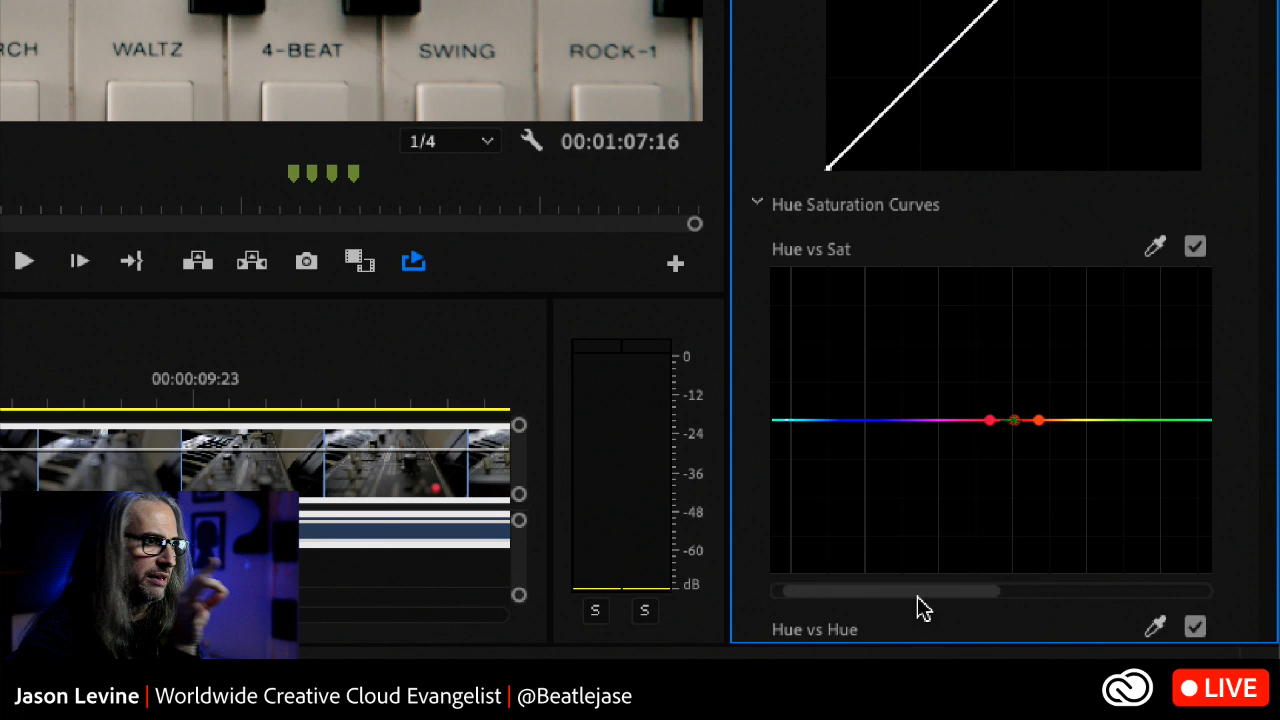 RCH WALTZ 4-BEAT SWING ROCK-1
1/4 00:01:07:16
Hue Saturation Curves
Hue vs Sat
00:00:09:23
0
-12
-24
-36
-48
-60
dB
S S
Hue vs Hue
Jason Levine | Worldwide Creative Cloud Evangelist | @Beatlejase
LIVE